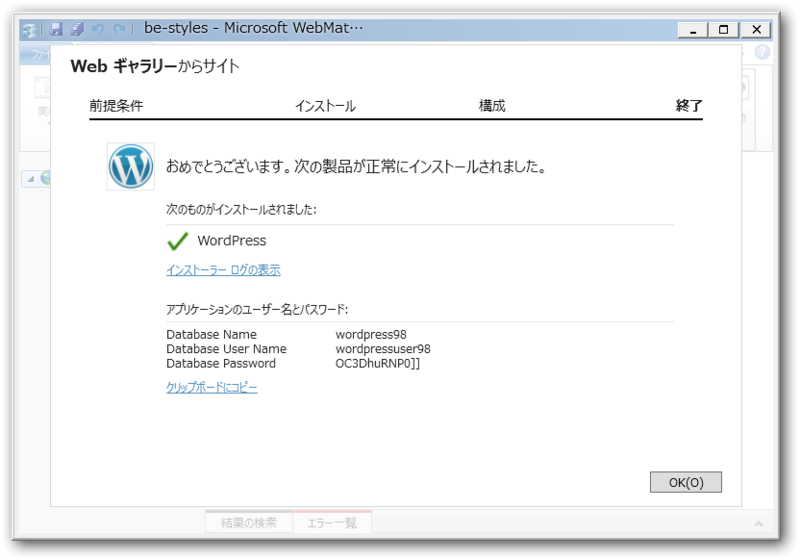 be-styles - Microsoft WebMat…
ファイ
Web ギャラリーからサイト
前提条件 インストール 構成 終了
おめでとうございます。次の製品が正常にインストールされました。
次のものがインストールされました:
WordPress
インストーラー ログの表示
アプリケーションのユーザー名とパスワード:
Database Name wordpress98
Database User Name wordpressuser98
Database Password OC3DhuRNP0]]
クリップボードにコピー
OK(O)
結果の検索 エラー一覧